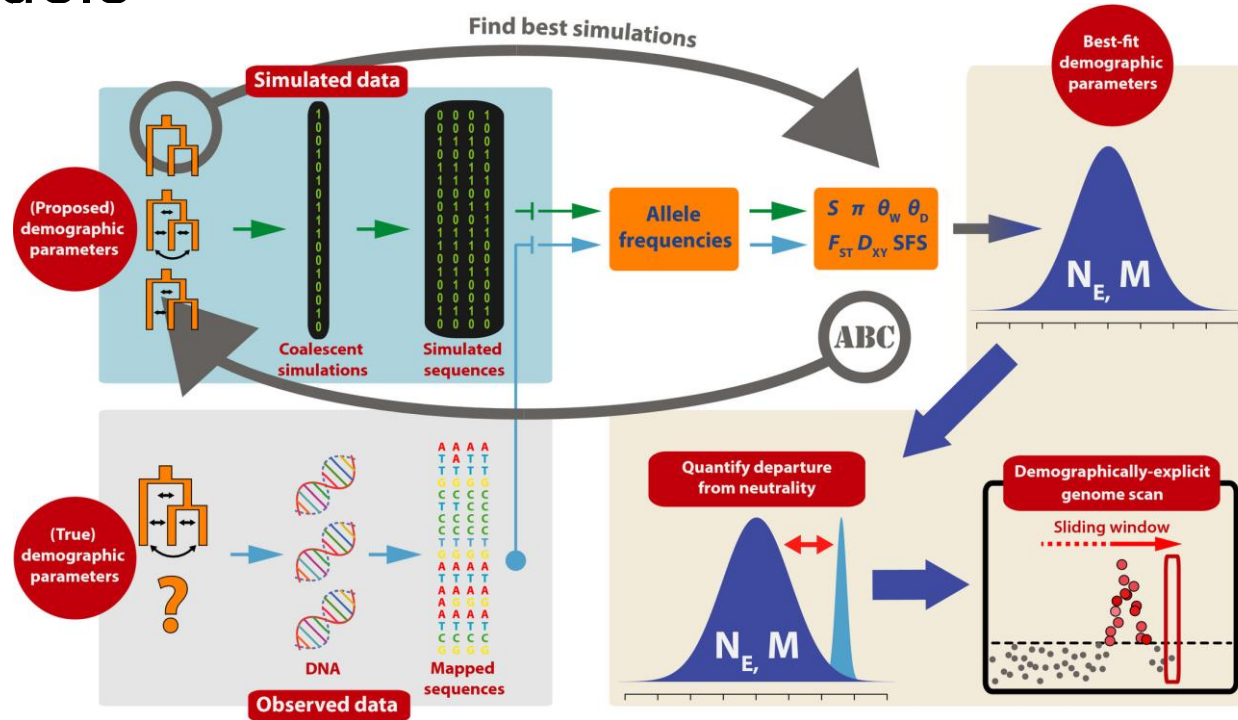 Find best simulations
Simulated data
Best-fit
demographic
parameters
(Proposed)
demographic
parameters
Coalescent
simulations
Simulated
sequences
Allele
frequencies
S π θW θD
FST DXY SFS
NE, M
ABC
(True)
demographic
parameters
?
DNA
Mapped
sequences
Observed data
Quantify departure
from neutrality
NE, M
Demographically-explicit
genome scan
Sliding window